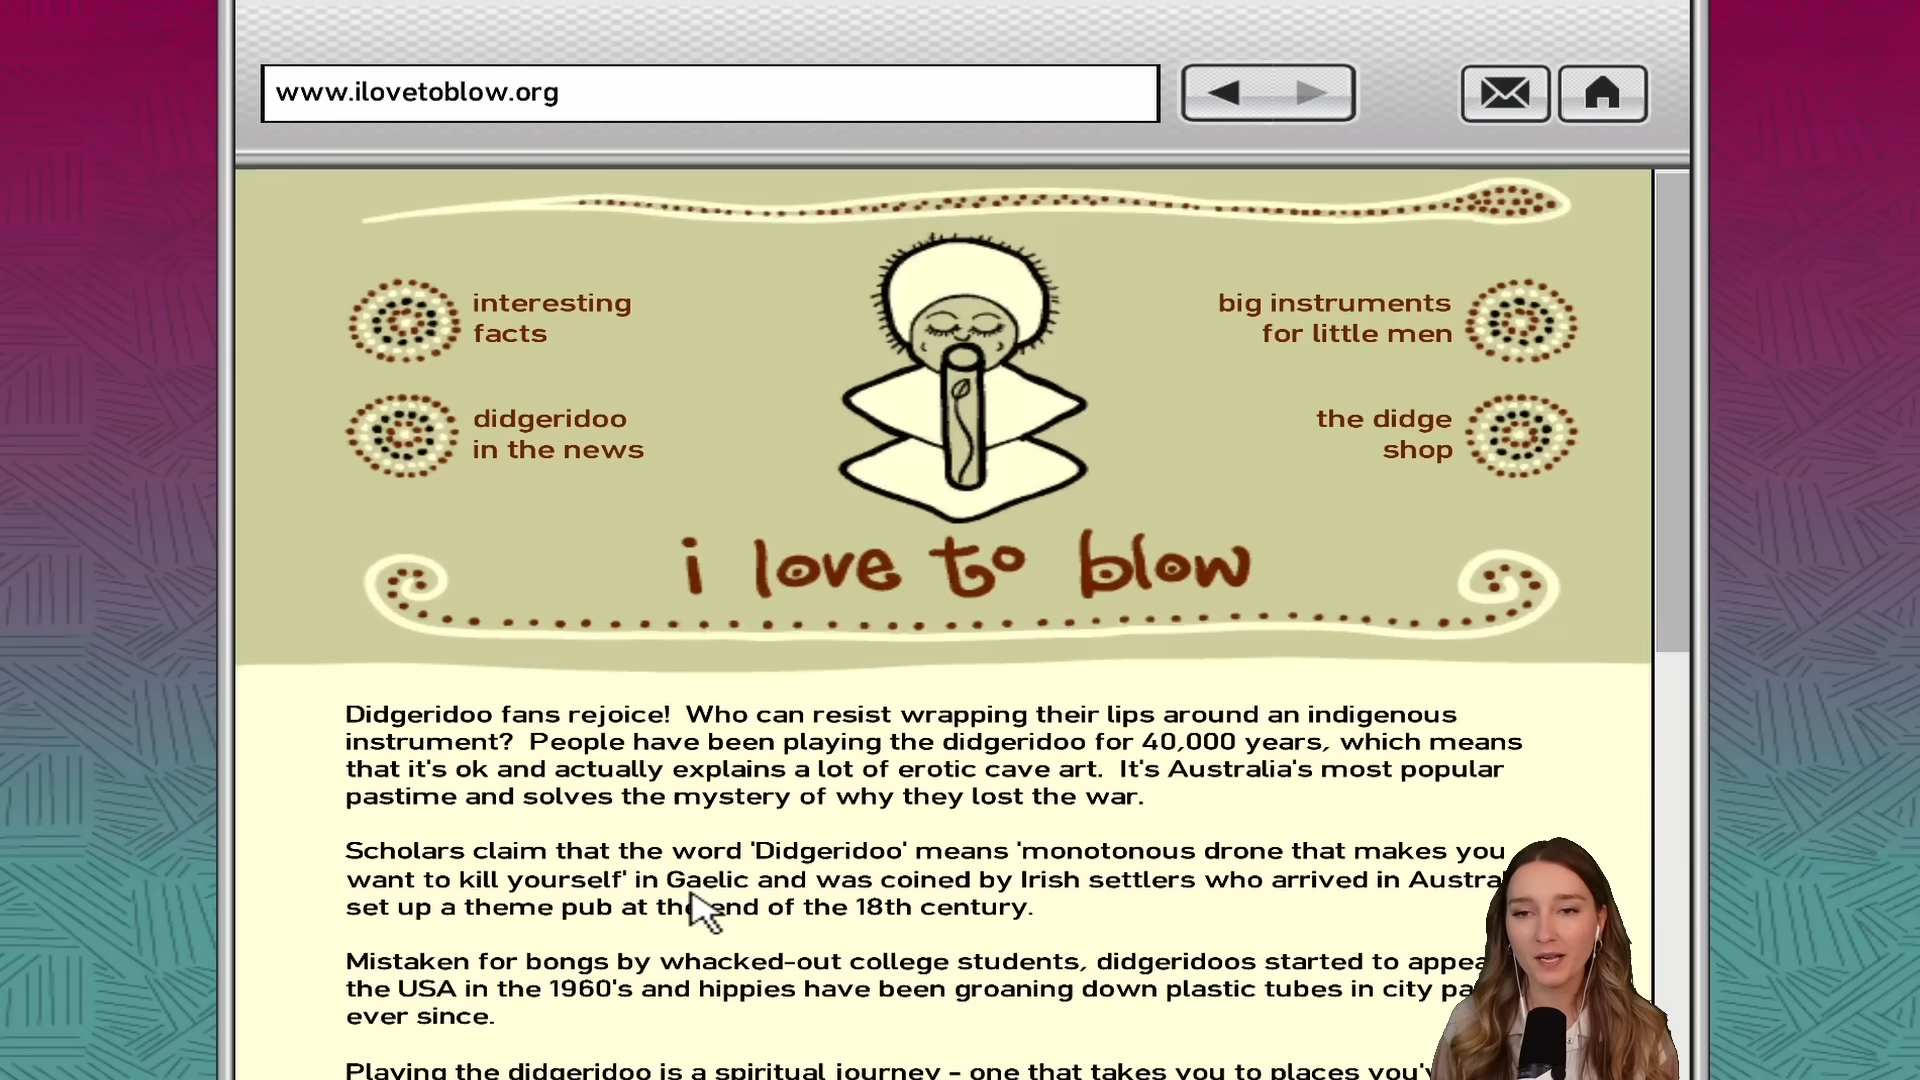 www.ilovetoblow.org
interesting
facts
big instruments
for little men
didgeridoo
in the news
the didge
shop
i love to blow
Didgeridoo fans rejoice!  Who can resist wrapping their lips around an indigenous
instrument?  People have been playing the didgeridoo for 40,000 years, which means
that it's ok and actually explains a lot of erotic cave art.  It's Australia's most popular
pastime and solves the mystery of why they lost the war.
Scholars claim that the word 'Didgeridoo' means 'monotonous drone that makes you
want to kill yourself' in Gaelic and was coined by Irish settlers who arrived in
set up a theme pub at the end of the 18th century.
Mistaken for bongs by whacked-out college students, didgeridoos started to
the USA in the 1960's and hippies have been groaning down plastic tubes in city
ever since.
Playing the didgeridoo is a spiritual journey - one that takes you to places